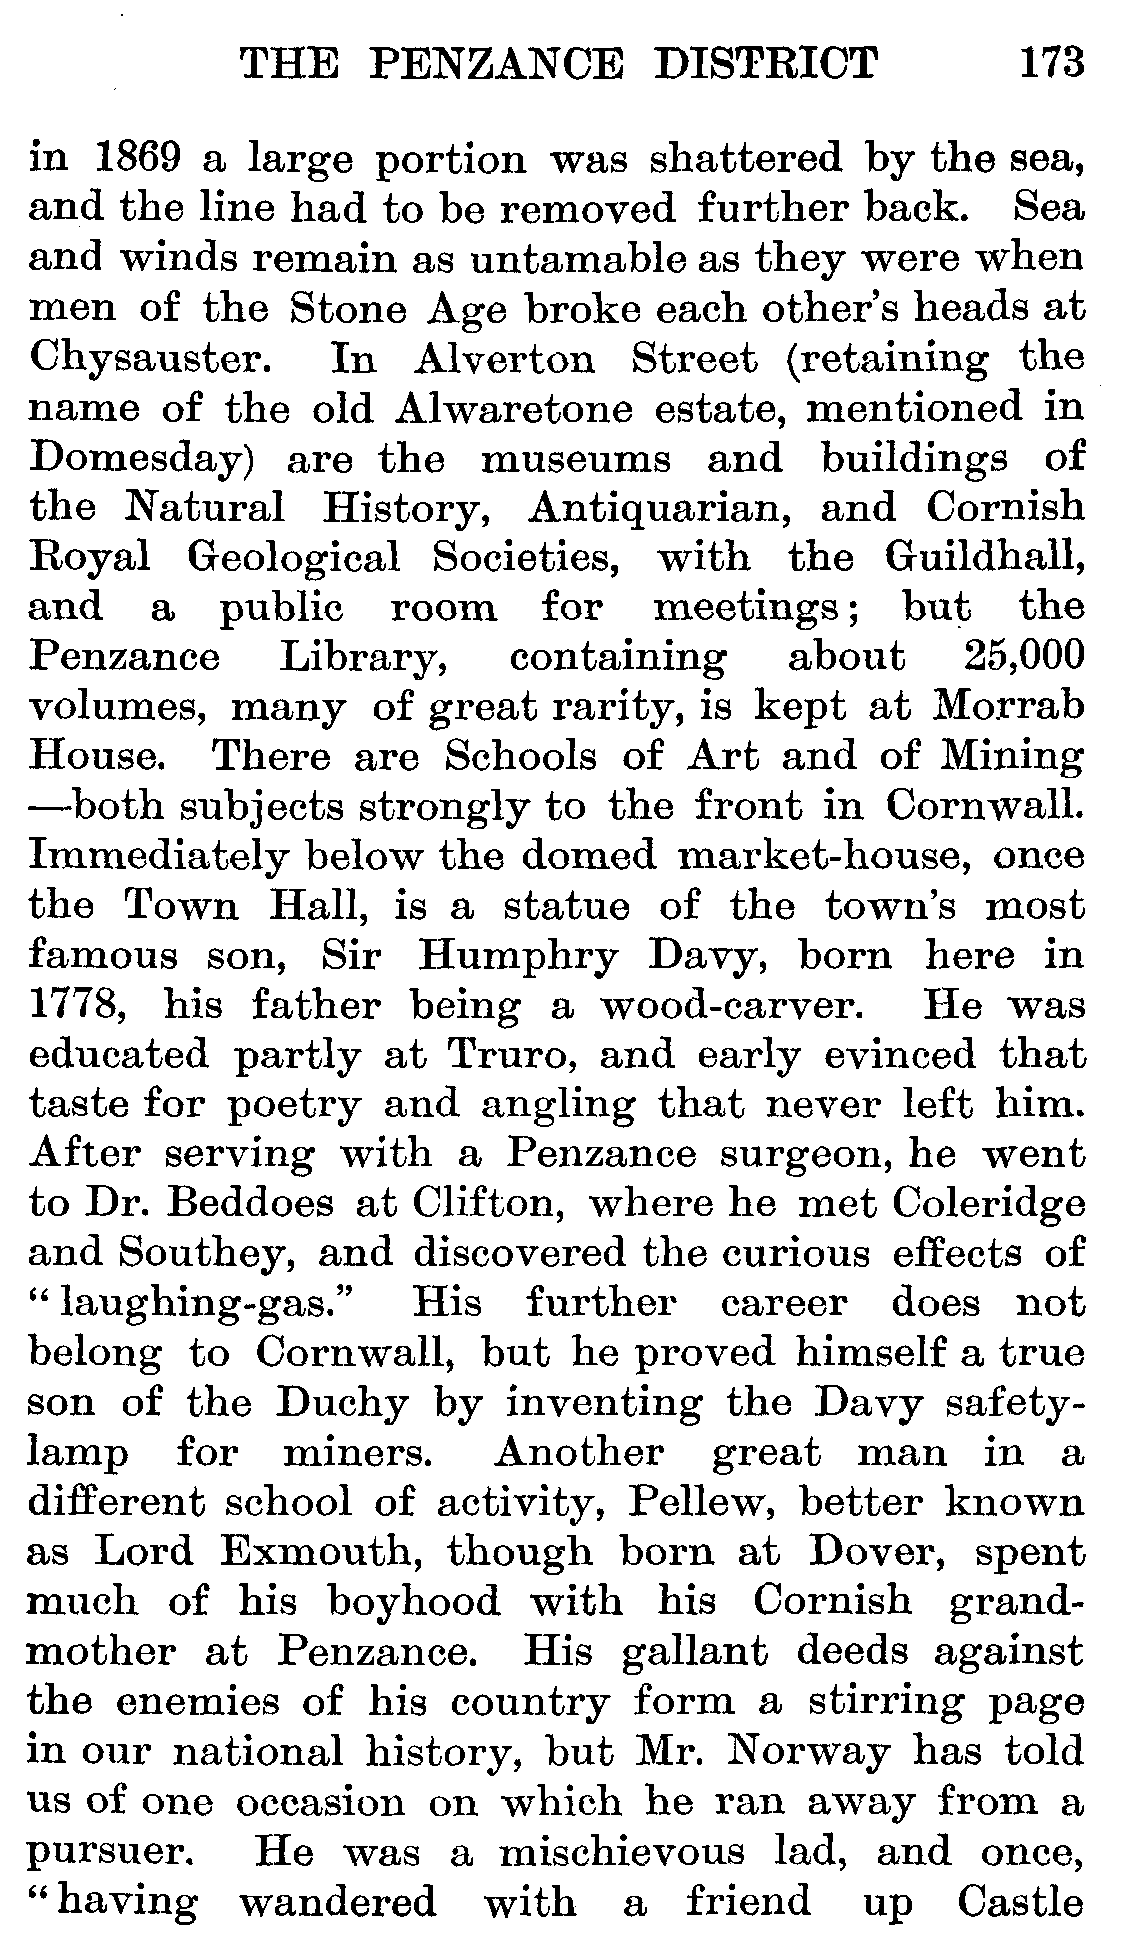 THE PENZANCE DISTRICT 173
in 1869 a large portion was shattered by the sea,
and the line had to be removed further back. Sea
and winds remain as untamable as they were when
men of the Stone Age broke each other's heads at
Chysauster. In Alverton Street (retaining the
name of the old Alwaretone estate, mentioned in
Domesday) are the museums and buildings of
the Natural History, Antiquarian, and Cornish
Royal Geological Societies, with the Guildhall,
and a public room for meetings; but the
Penzance Library, containing about 25,000
volumes, many of great rarity, is kept at Morrab
House. There are Schools of Art and of Mining
—both subjects strongly to the front in Cornwall.
Immediately below the domed market-house, once
the Town Hall, is a statue of the town's most
famous son, Sir Humphry Davy, born here in
1778, his father being a wood-carver. He was
educated partly at Truro, and early evinced that
taste for poetry and angling that never left him.
After serving with a Penzance surgeon, he went
to Dr. Beddoes at Clifton, where he met Coleridge
and Southey, and discovered the curious effects of
“laughing-gas.” His further career does not
belong to Cornwall, but he proved himself a true
son of the Duchy by inventing the Davy safety-
lamp for miners. Another great man in a
different school of activity, Pellew, better known
as Lord Exmouth, though born at Dover, spent
much of his boyhood with his Cornish grand-
mother at Penzance. His gallant deeds against
the enemies of his country form a stirring page
in our national history, but Mr. Norway has told
us of one occasion on which he ran away from a
pursuer. He was a mischievous lad, and once,
“having wandered with a friend up Castle